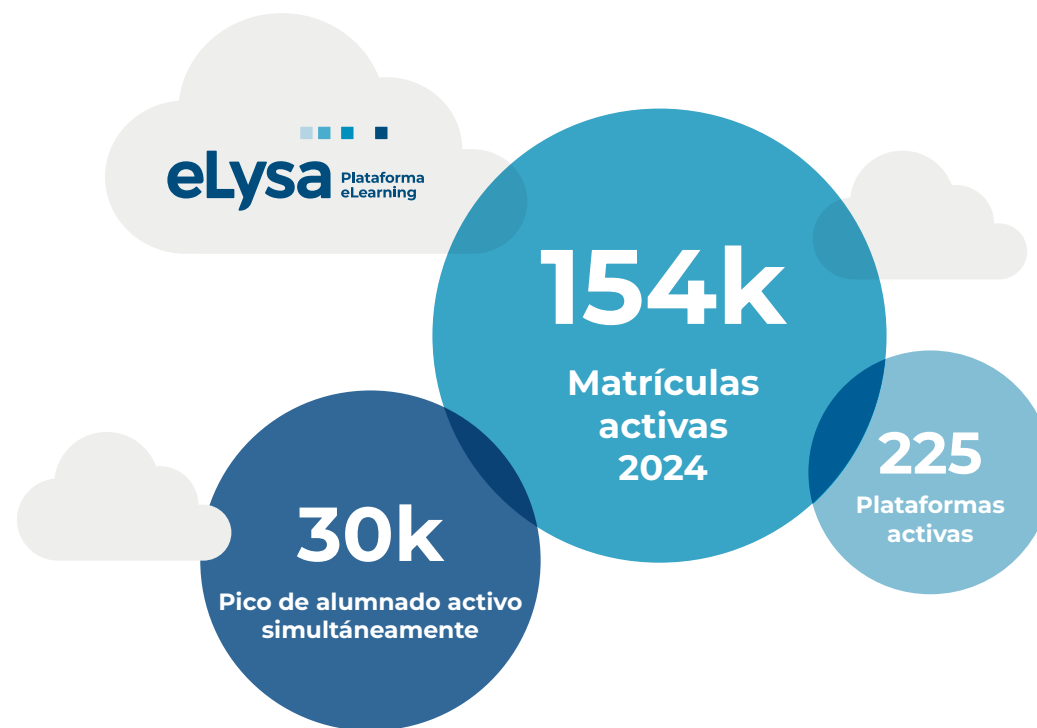 eLysa
Plataforma
eLearning
154k
Matrículas
activas
2024
225
Plataformas
activas
30k
Pico de alumnado activo
simultáneamente